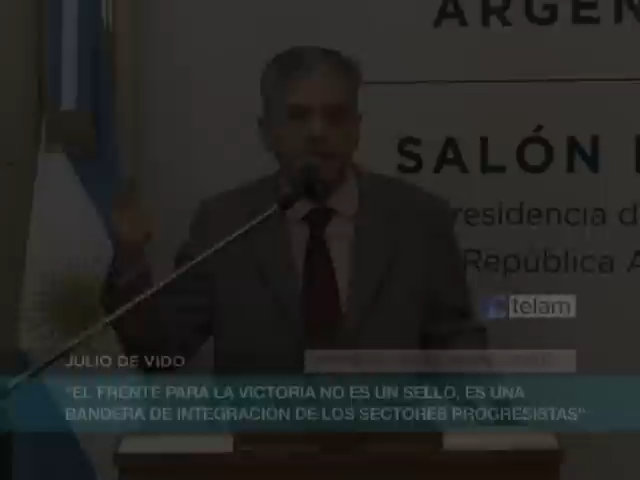 ARGEN
SALÓN
residencia d
República A
telam
JULIO DE VIDO
"EL FRENTE PARA LA VICTORIA NO ES UN SELLO, ES UNA
BANDERA DE INTEGRACIÓN DE LOS SECTORES PROGRESISTAS"